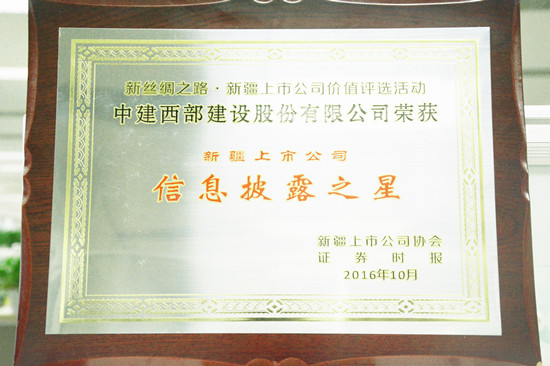 新丝绸之路·新疆上市公司价值评选活动
中建西部建设股份有限公司荣获
新疆上市公司
信息披露之星
新疆上市公司协会
证券时报
2016年10月